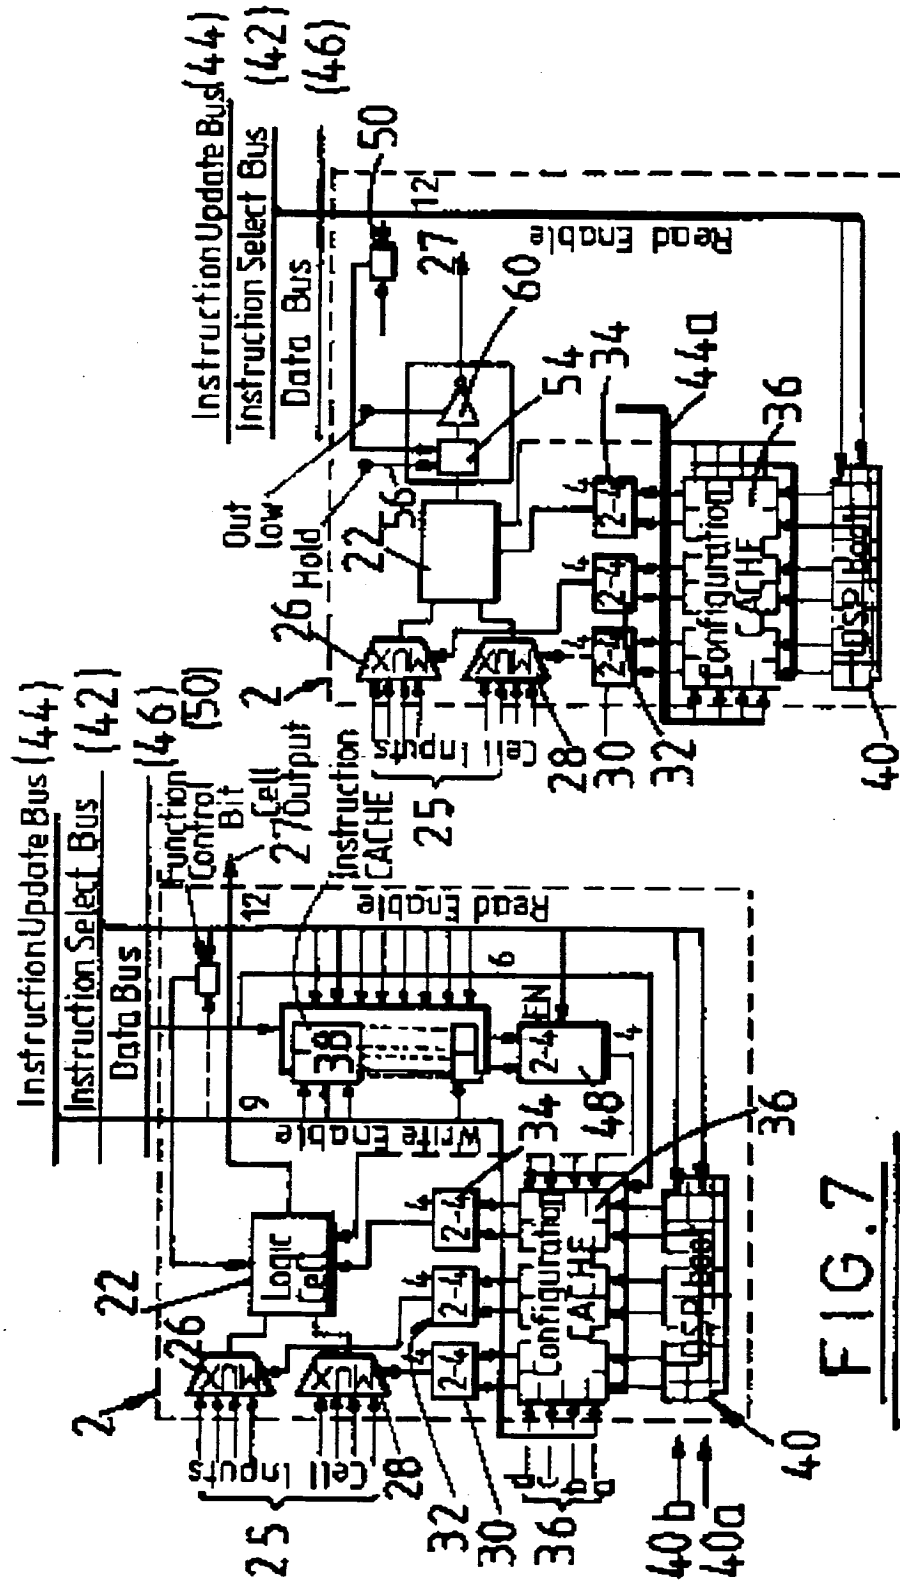 Instruction Update Bus (44)
Instruction Select Bus (42)
Data Bus (46)
Function
Control
Bit
(50)
27 Cell
Output
Instruction
CACHE
2
26
22
25
Cell Inputs
MUX
MUX
28
Logic
Cell
9
12
Write Enable
Read Enable
38
6
EN
2-4
4
48
32
30
34
2-4
2-4
2-4
4
4
4
36
d
c
b
a
Configuration
CACHE
36
40b
40a
40
Instruction Update Bus (44)
Instruction Select Bus (42)
Data Bus (46)
50
12
Read Enable
27
60
54
Out
low
Hold
56
2
26
22
25
Cell Inputs
MUX
MUX
28
30
32
34
2-4
2-4
2-4
4
4
4
44a
Configuration
CACHE
36
40
FIG. 7